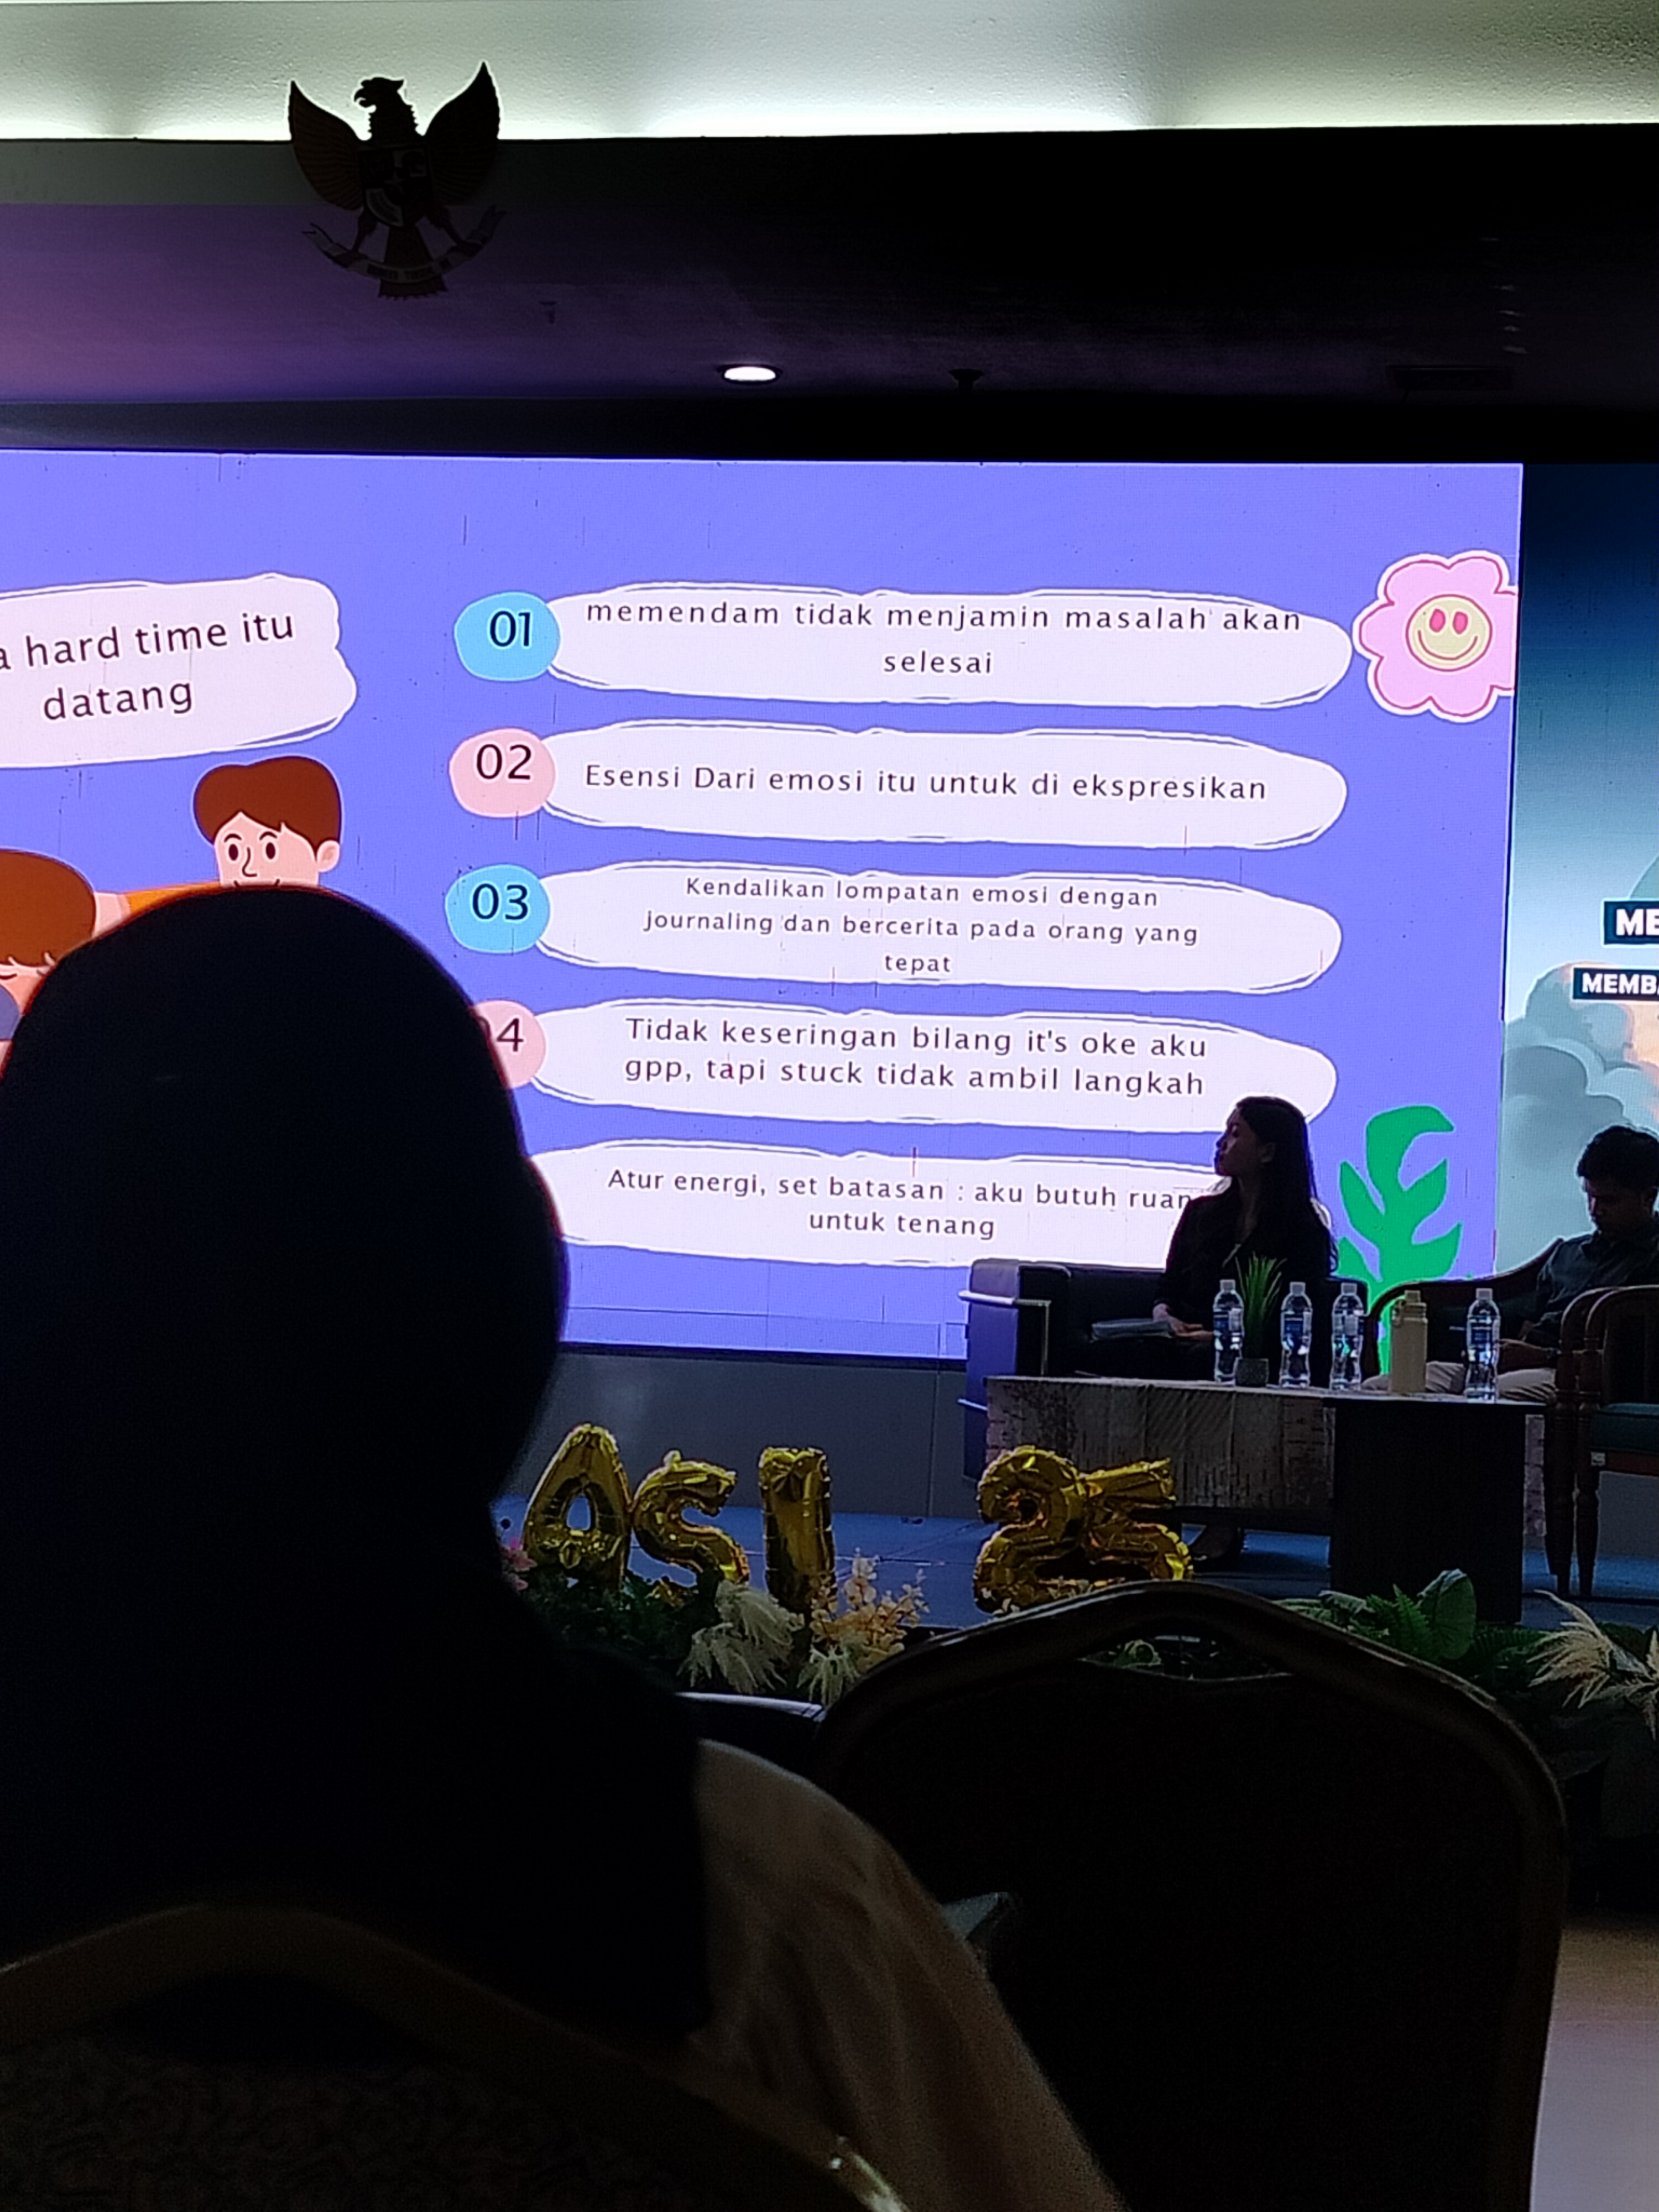 hard time itu
datang
01
memendam tidak menjamin masalah akan
selesai
02
Esensi Dari emosi itu untuk di ekspresikan
03
Kendalikan lompatan emosi dengan
journaling dan bercerita pada orang yang
tepat
Tidak keseringan bilang it's oke aku
gpp, tapi stuck tidak ambil langkah
Atur energi, set batasan : aku butuh
untuk tenang
ASI 25